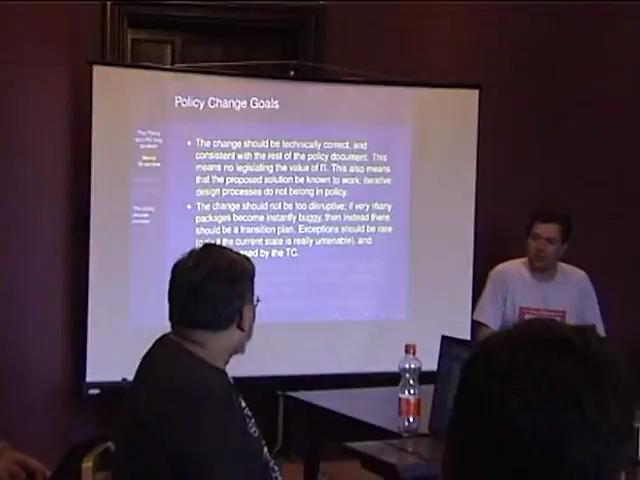 Policy Change Goals
The change should be technically correct, and
consistent with the rest of the policy document. This
means no legislating the value of Π. This also means
that the proposed solution be known to work; iterative
design processes do not belong in policy.
The change should not be too disruptive; if very many
packages become instantly buggy, then instead there
should be a transition plan. Exceptions should be rare
if the current state is really untenable), and
by the TC.